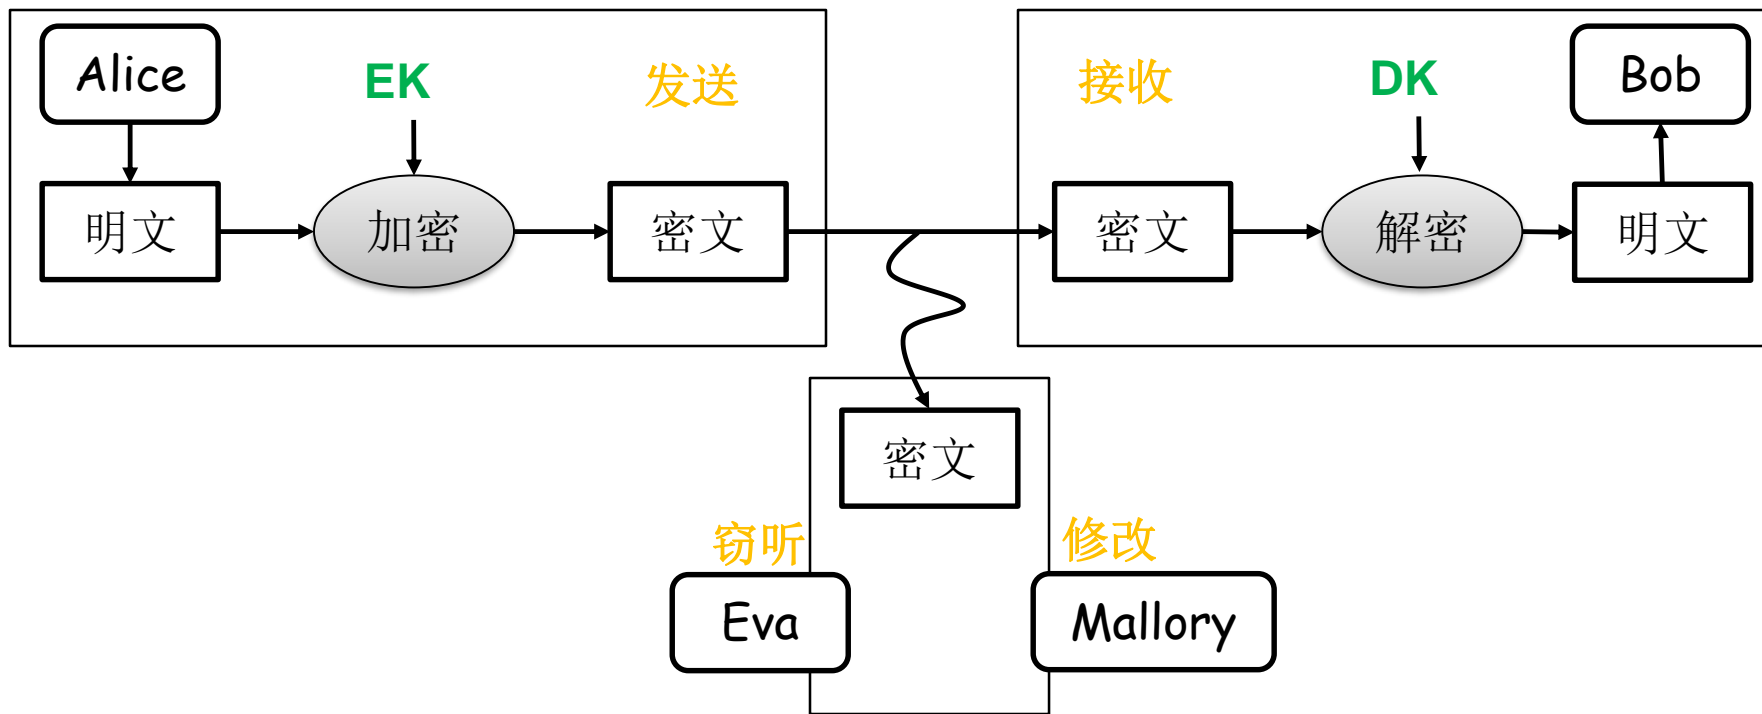 Alice
EK
发送
接收
DK
Bob
明文
加密
密文
密文
解密
明文
密文
窃听
修改
Eva
Mallory